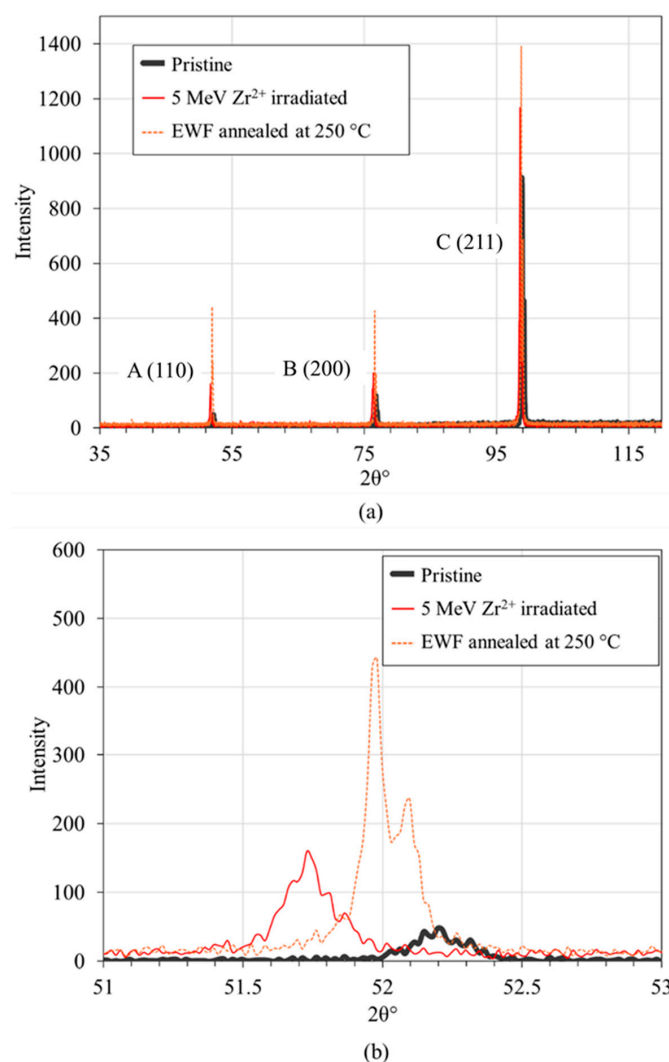 1400
1200
1000
800
600
400
200
0
Intensity
Pristine
5 MeV Zr²⁺ irradiated
EWF annealed at 250 °C
C (211)
A (110)
B (200)
35 55 75 95 115
2θ°
(a)
600
500
400
300
200
100
0
Intensity
Pristine
5 MeV Zr²⁺ irradiated
EWF annealed at 250 °C
51 51.5 52 52.5 53
2θ°
(b)